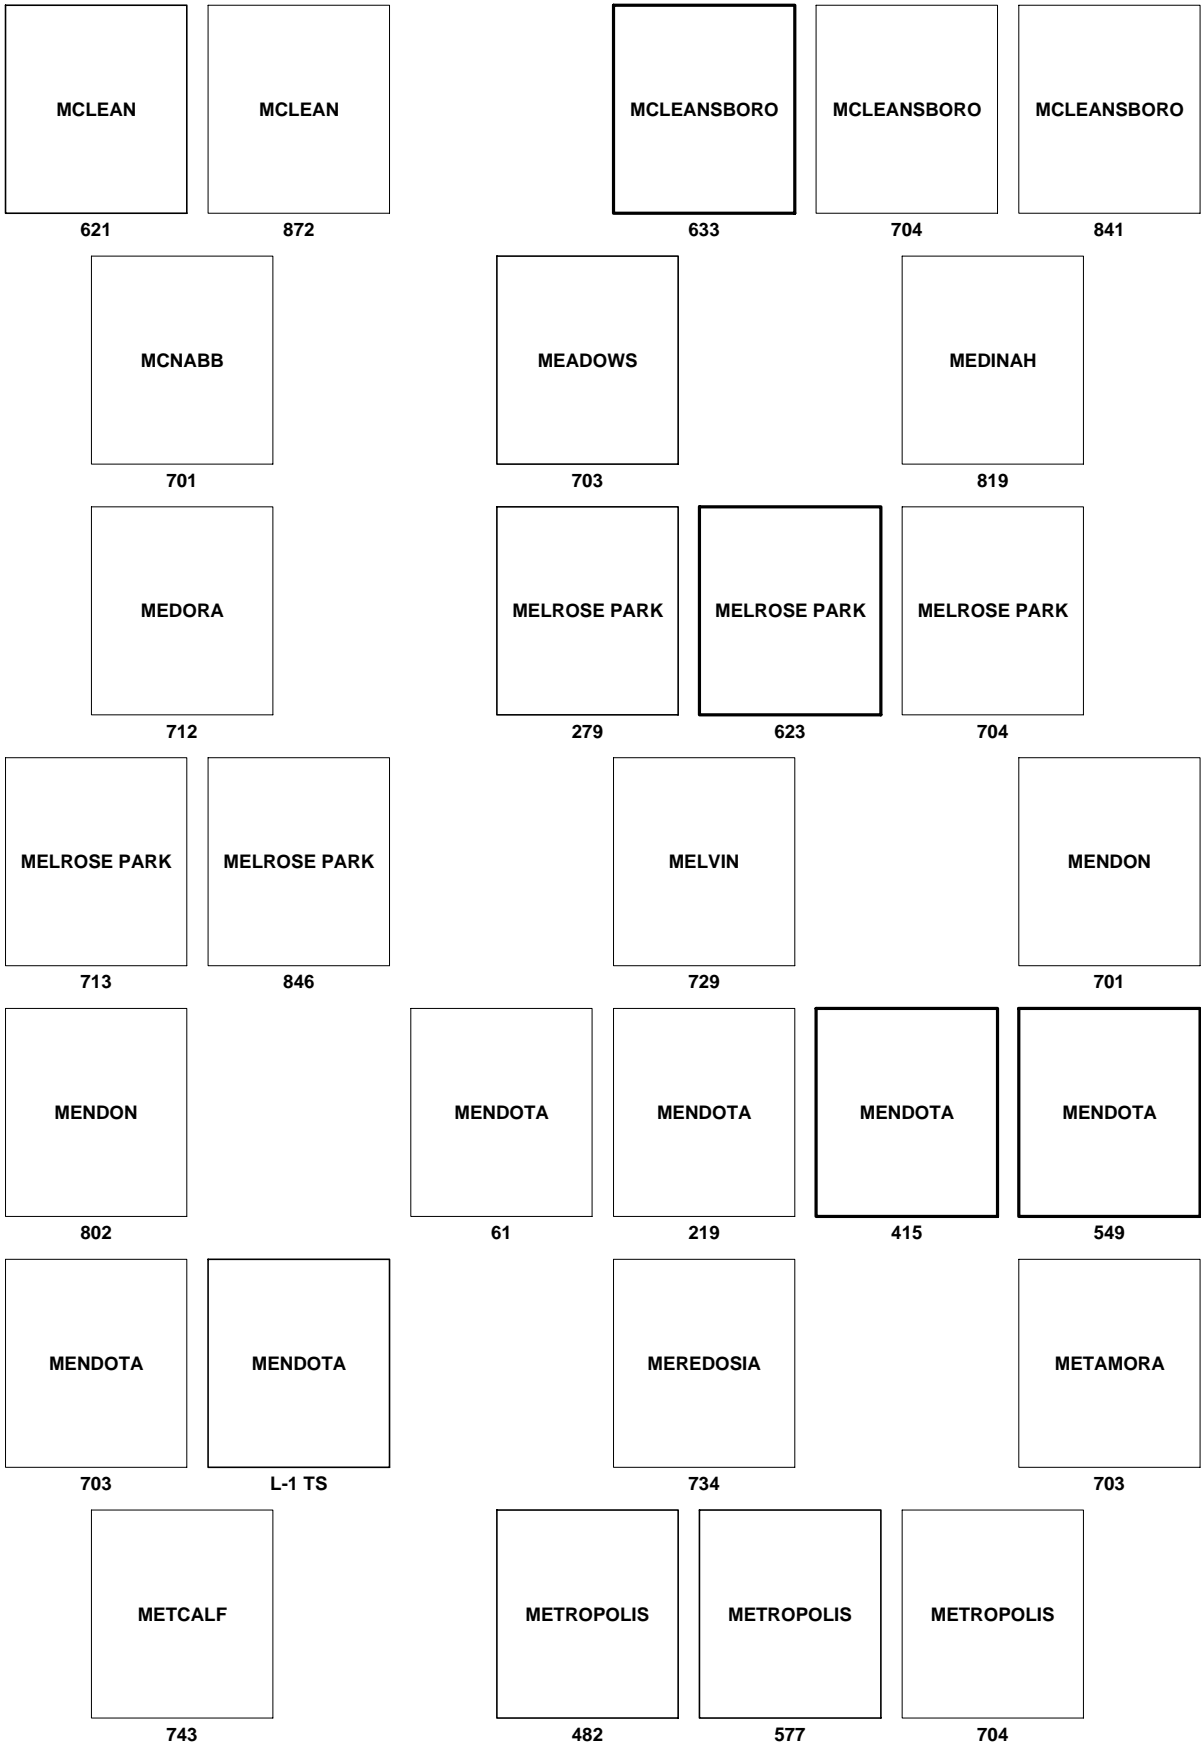 MCLEAN MCLEAN MCLEANSBORO MCLEANSBORO MCLEANSBORO
621 872 633 704 841
MCNABB MEADOWS MEDINAH
701 703 819
MEDORA MELROSE PARK MELROSE PARK MELROSE PARK
712 279 623 704
MELROSE PARK MELROSE PARK MELVIN MENDON
713 846 729 701
MENDON MENDOTA MENDOTA MENDOTA MENDOTA
802 61 219 415 549
MENDOTA MENDOTA MEREDOSIA METAMORA
703 L-1 TS 734 703
METCALF METROPOLIS METROPOLIS METROPOLIS
743 482 577 704